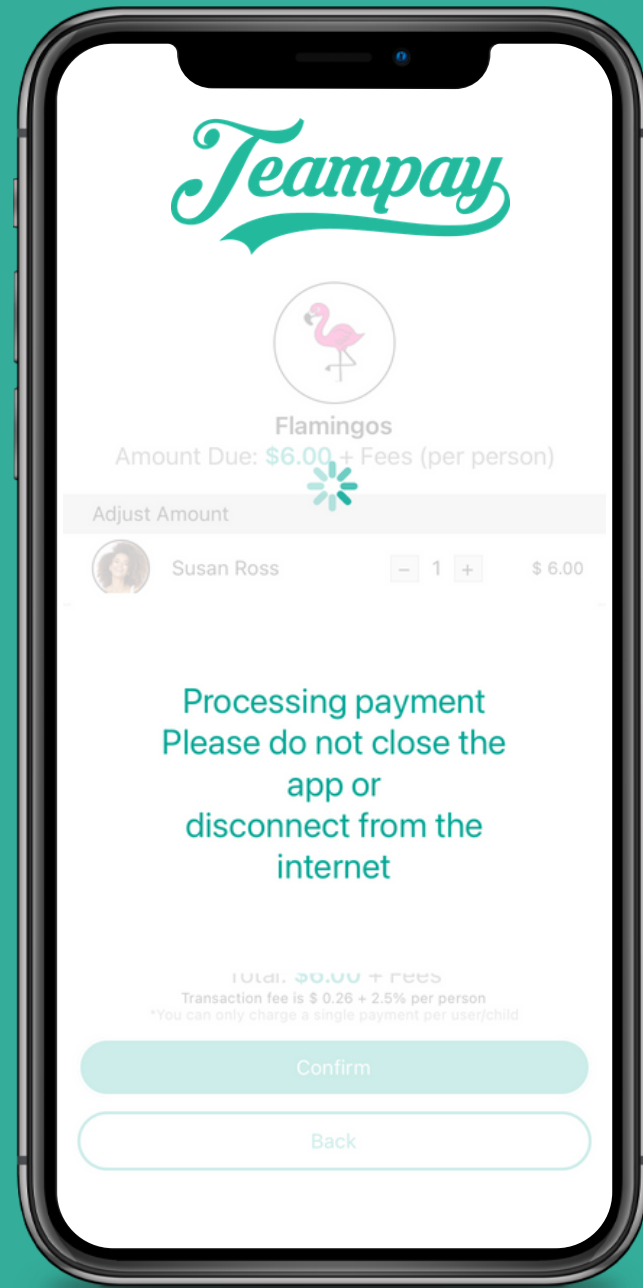 Teampay
Flamingos
Amount Due: $6.00 + Fees (per person)
Adjust Amount
Susan Ross − 1 + $ 6.00
Processing payment
Please do not close the
app or
disconnect from the
internet
Total: $6.00 + Fees
Transaction fee is $ 0.26 + 2.5% per person
*You can only charge a single payment per user/child
Confirm
Back